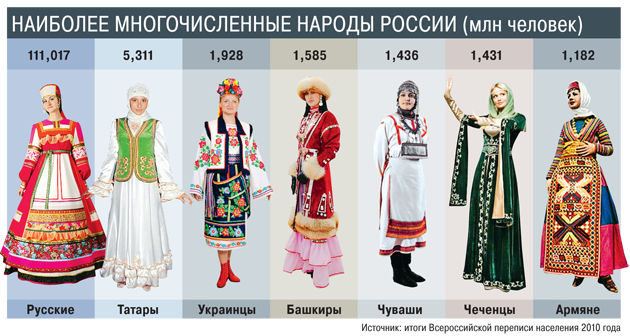 НАИБОЛЕЕ МНОГОЧИСЛЕННЫЕ НАРОДЫ РОССИИ (млн человек)
111,017 5,311 1,928 1,585 1,436 1,431 1,182
Русские Татары Украинцы Башкиры Чуваши Чеченцы Армяне
Источник: итоги Всероссийской переписи населения 2010 года